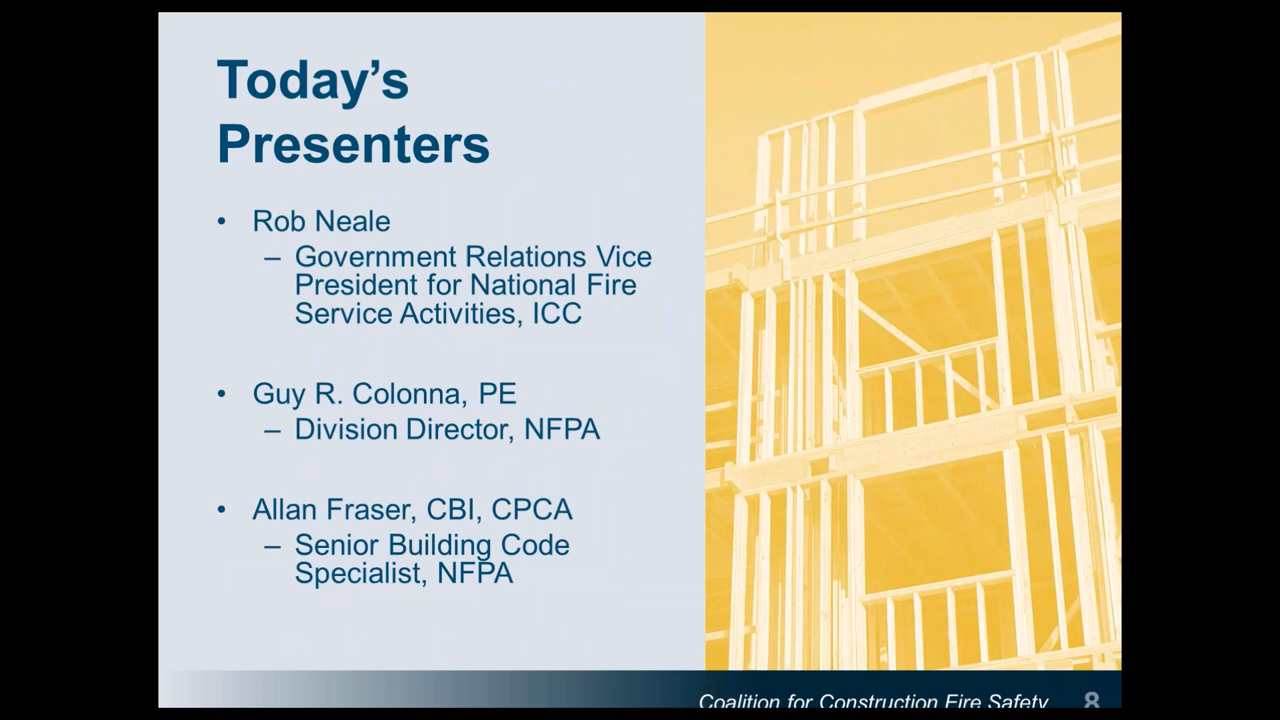 Today’s
Presenters
• Rob Neale
– Government Relations Vice
President for National Fire
Service Activities, ICC
• Guy R. Colonna, PE
– Division Director, NFPA
• Allan Fraser, CBI, CPCA
– Senior Building Code
Specialist, NFPA
Coalition for Construction Fire Safety 8